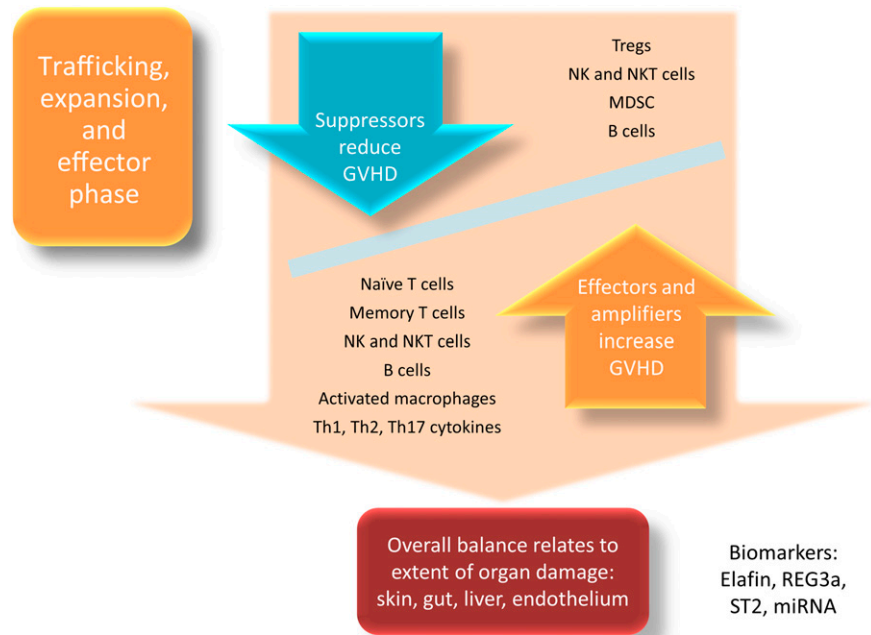 Trafficking,
expansion,
and
effector
phase
Suppressors
reduce
GVHD
Tregs
NK and NKT cells
MDSC
B cells
Naïve T cells
Memory T cells
NK and NKT cells
B cells
Activated macrophages
Th1, Th2, Th17 cytokines
Effectors and
amplifiers
increase
GVHD
Overall balance relates to
extent of organ damage:
skin, gut, liver, endothelium
Biomarkers:
Elafin, REG3a,
ST2, miRNA